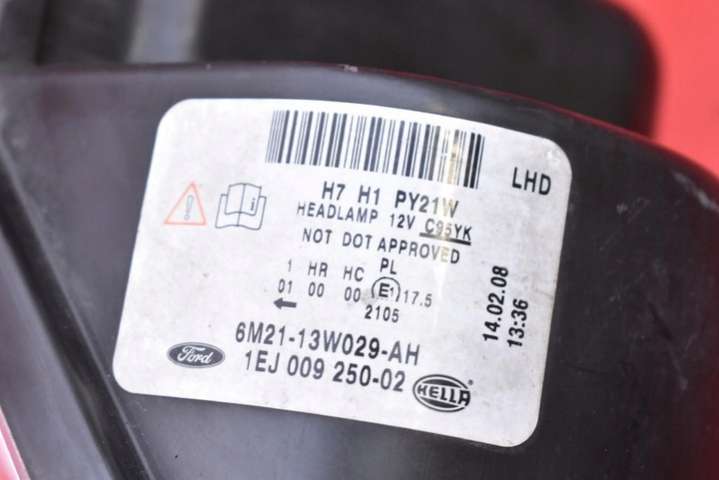 LHD
H7 H1 PY21W
HEADLAMP 12V C95YK
NOT DOT APPROVED
1 HR HC PL
01 00 00 E1 17.5
2105
14.02.08
13:36
Ford
6M21-13W029-AH
1EJ 009 250-02
HELLA